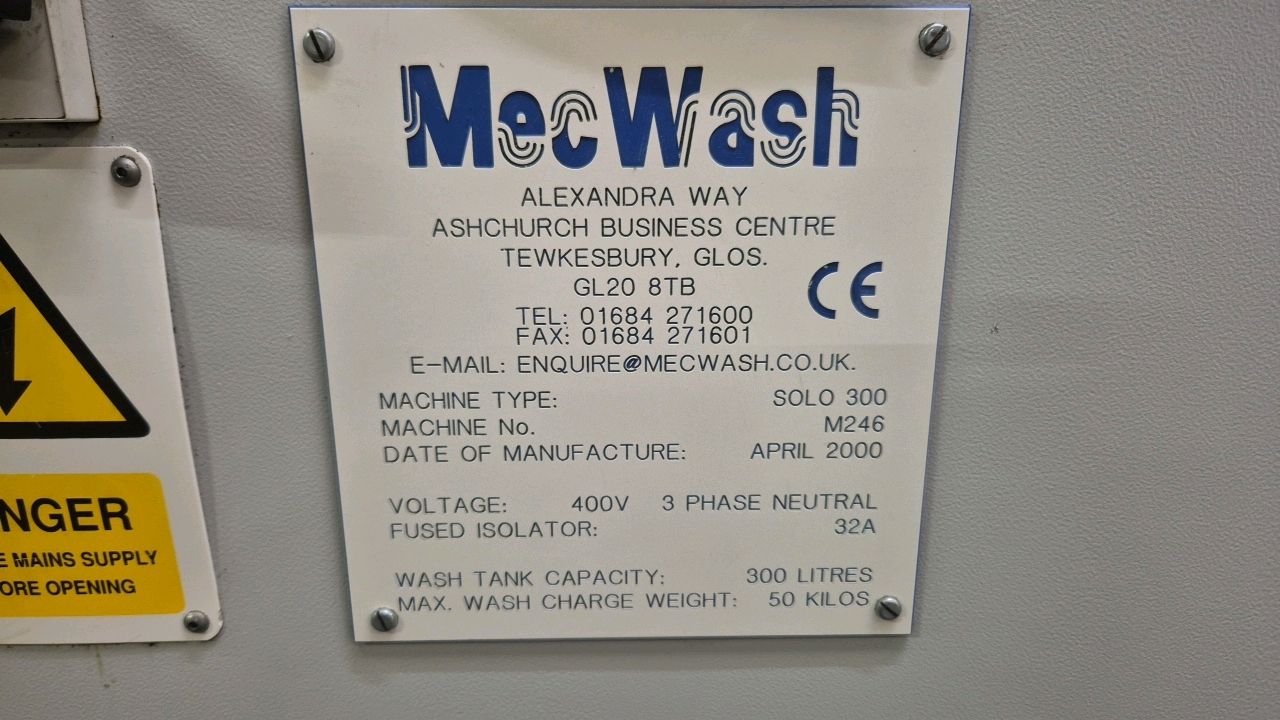 MecWash
ALEXANDRA WAY
ASHCHURCH BUSINESS CENTRE
TEWKESBURY, GLOS.
GL20 8TB
CE
TEL: 01684 271600
FAX: 01684 271601
E-MAIL: ENQUIRE@MECWASH.CO.UK.
MACHINE TYPE: SOLO 300
MACHINE No. M246
DATE OF MANUFACTURE: APRIL 2000
VOLTAGE: 400V 3 PHASE NEUTRAL
FUSED ISOLATOR: 32A
WASH TANK CAPACITY: 300 LITRES
MAX. WASH CHARGE WEIGHT: 50 KILOS
NGER
MAINS SUPPLY
ORE OPENING